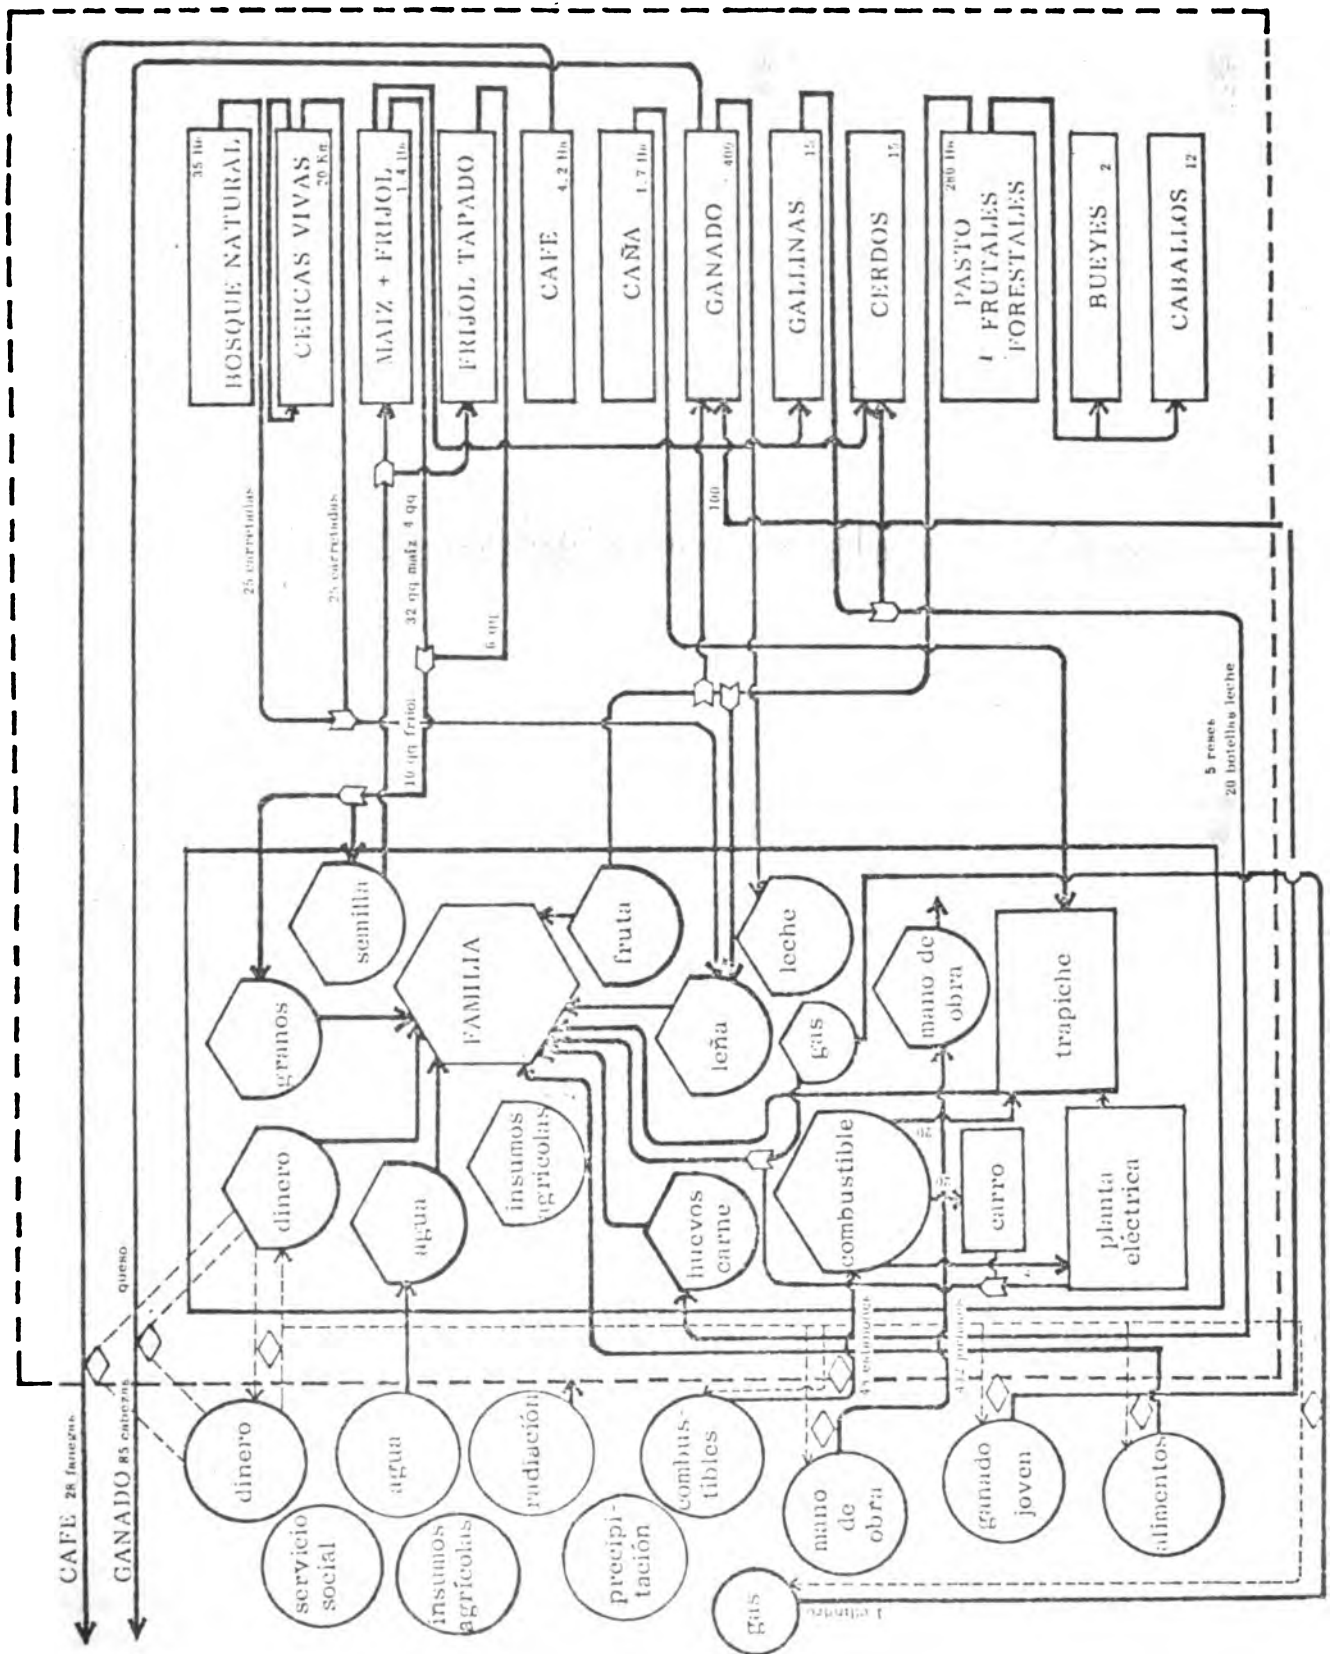 CAFE 28 fanegas
GANADO 85 cabezas
queso
35 Ha
BOSQUE NATURAL
20 Km
CERCAS VIVAS
MAIZ + FRIJOL
1.4 Ha
FRIJOL TAPADO
CAFE
4.2 Ha
CAÑA
1.7 Ha
GANADO
400
GALLINAS
15
CERDOS
15
280 Ha
PASTO
FRUTALES
FORESTALES
BUEYES
2
CABALLOS
12
25 carretadas
25 carretadas
32 qq maíz 4 qq
10 qq frijol
6 qq
100
5 reses
20 botellas leche
semilla
granos
FAMILIA
fruta
leche
leña
gas
mano de
obra
trapiche
dinero
agua
insumos
agrícolas
huevos
carne
combustible
20
carro
planta
eléctrica
dinero
agua
radiación
combus-
tibles
mano
de
obra
ganado
joven
alimentos
servicio
social
insumos
agrícolas
precipi-
tación
gas
1 cilindro